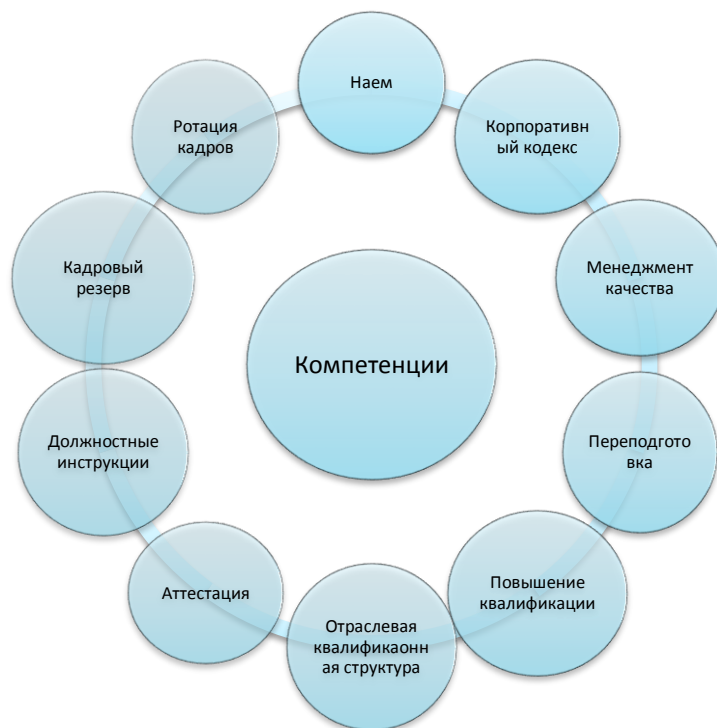 Наем
Корпоративн
ый кодекс
Менеджмент
качества
Переподгото
вка
Повышение
квалификации
Отраслевая
квалификаонн
ая структура
Аттестация
Должностные
инструкции
Кадровый
резерв
Ротация
кадров
Компетенции